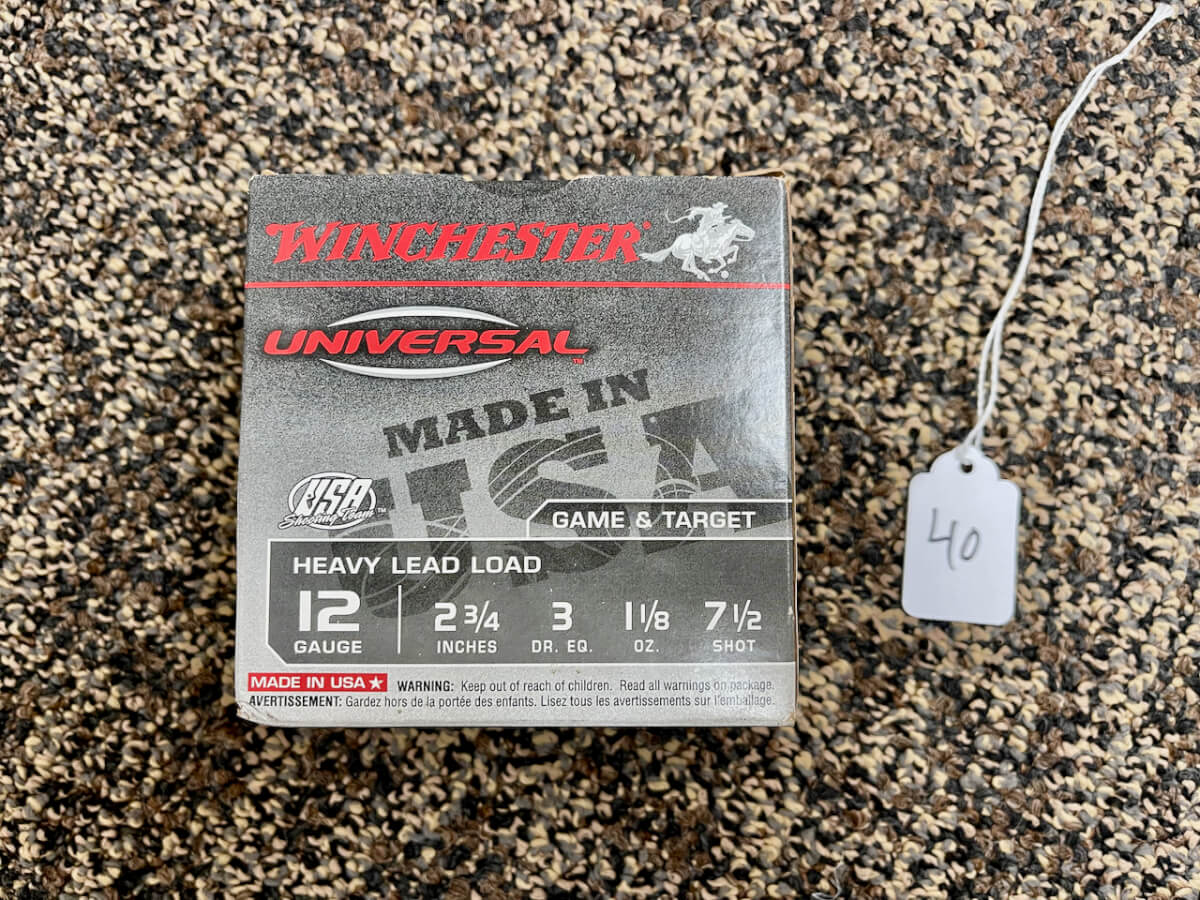 WINCHESTER®
UNIVERSAL™
MADE IN
USA
USA
Shooting Team™
GAME & TARGET
HEAVY LEAD LOAD
12 2 3/4 3 1 1/8 7 1/2
GAUGE INCHES DR. EQ. OZ. SHOT
MADE IN USA★ WARNING: Keep out of reach of children. Read all warnings on package.
AVERTISSEMENT: Gardez hors de la portée des enfants. Lisez tous les avertissements sur l'emballage.
40